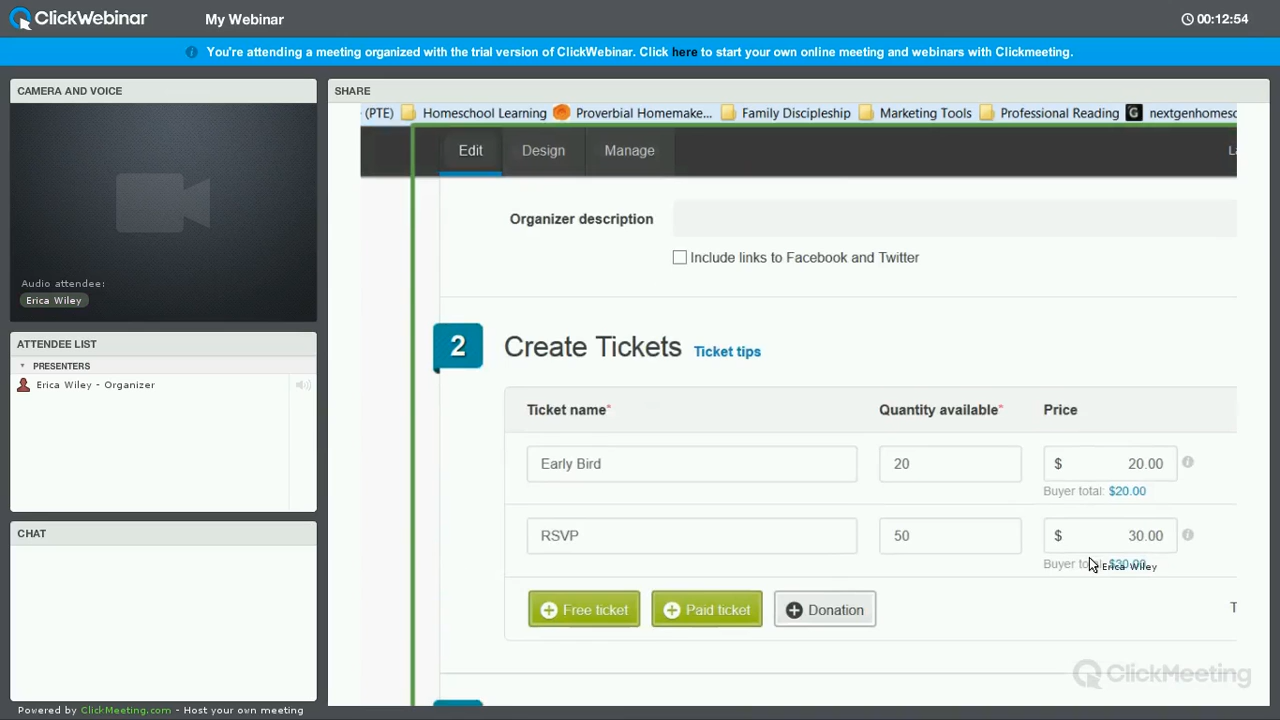 ClickWebinar
My Webinar
00:12:54
You're attending a meeting organized with the trial version of ClickWebinar. Click here to start your own online meeting and webinars with Clickmeeting.
CAMERA AND VOICE
Audio attendee:
Erica Wiley
ATTENDEE LIST
PRESENTERS
Erica Wiley - Organizer
CHAT
Powered by ClickMeeting.com - Host your own meeting
SHARE
(PTE) Homeschool Learning Proverbial Homemake... Family Discipleship Marketing Tools Professional Reading nextgenhomes
Edit Design Manage
Organizer description
Include links to Facebook and Twitter
2 Create Tickets Ticket tips
Ticket name* Quantity available* Price
Early Bird 20 $ 20.00
Buyer total: $20.00
RSVP 50 $ 30.00
Buyer total: $30.00
Erica Wiley
Free ticket Paid ticket Donation T
ClickMeeting